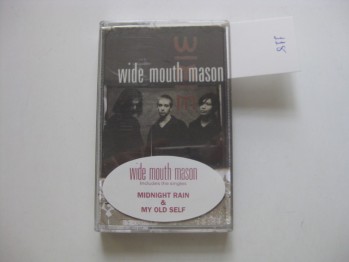 wide mouth mason
wide mouth mason
Includes the singles
MIDNIGHT RAIN
&
MY OLD SELF